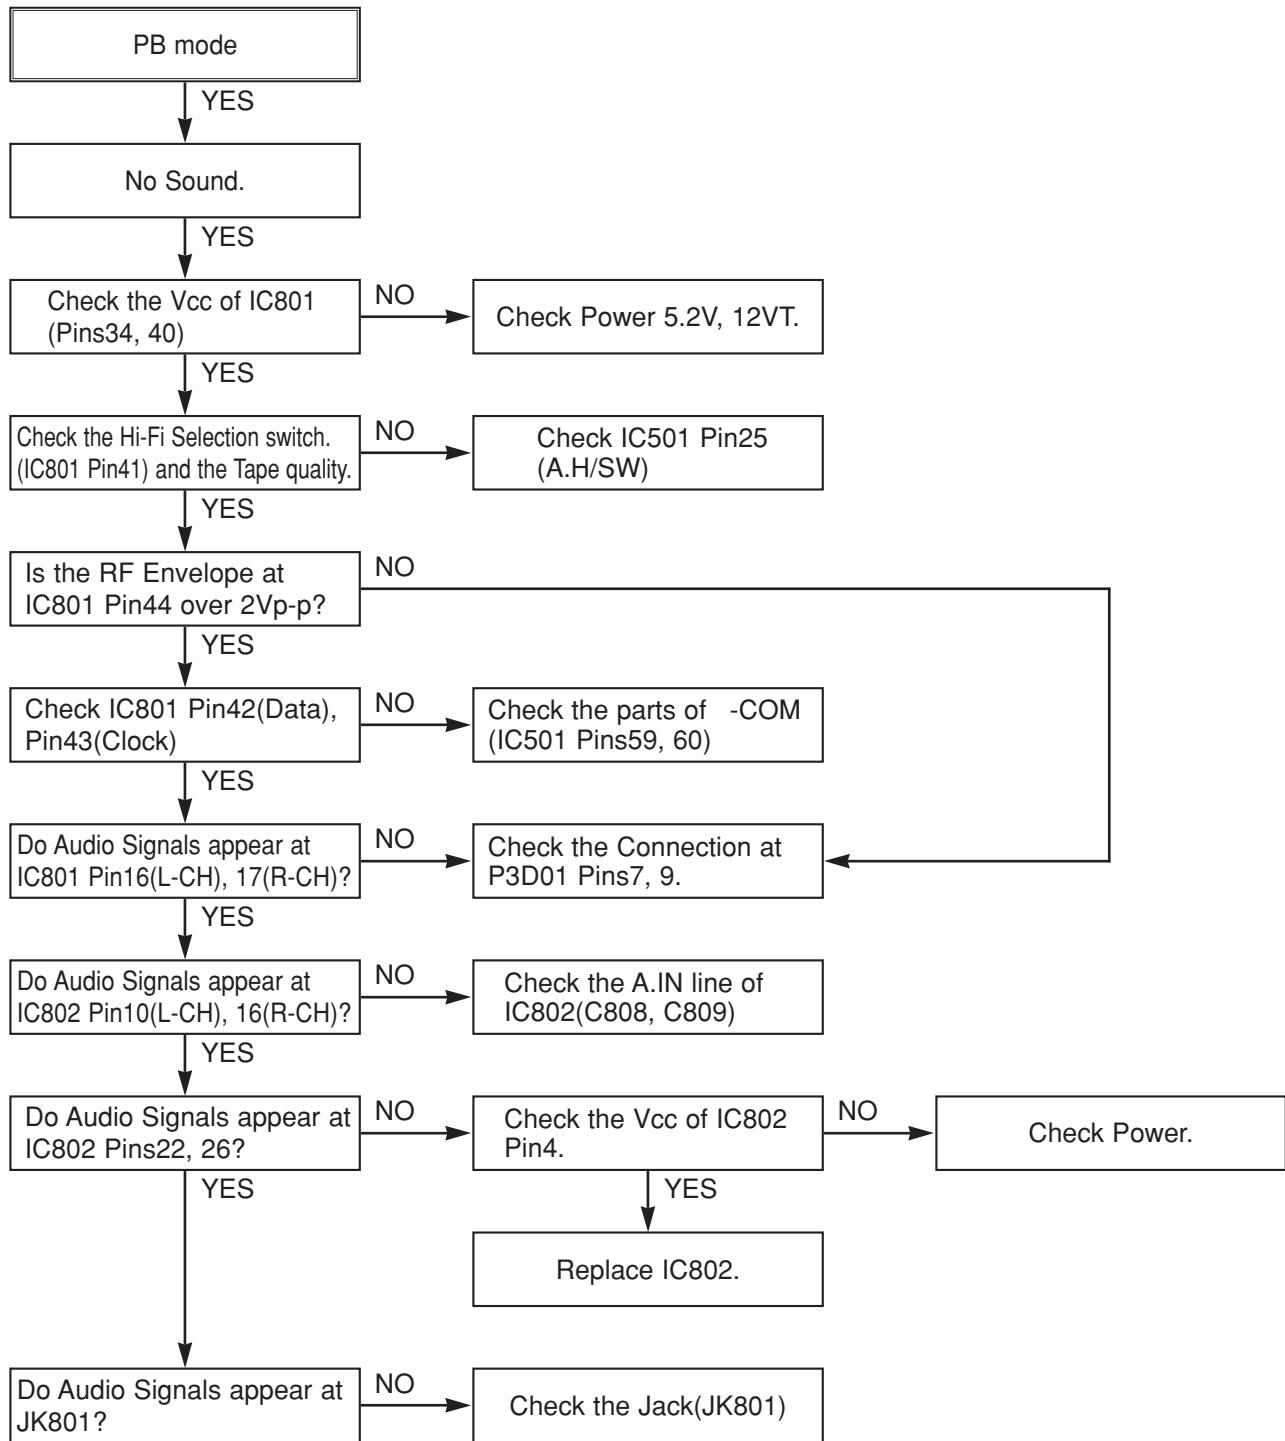 PB mode
YES
No Sound.
YES
Check the Vcc of IC801
(Pins34, 40)
NO
Check Power 5.2V, 12VT.
YES
Check the Hi-Fi Selection switch.
(IC801 Pin41) and the Tape quality.
NO
Check IC501 Pin25
(A.H/SW)
YES
Is the RF Envelope at
IC801 Pin44 over 2Vp-p?
NO
YES
Check IC801 Pin42(Data),
Pin43(Clock)
NO
Check the parts of -COM
(IC501 Pins59, 60)
YES
Do Audio Signals appear at
IC801 Pin16(L-CH), 17(R-CH)?
NO
Check the Connection at
P3D01 Pins7, 9.
YES
Do Audio Signals appear at
IC802 Pin10(L-CH), 16(R-CH)?
NO
Check the A.IN line of
IC802(C808, C809)
YES
Do Audio Signals appear at
IC802 Pins22, 26?
NO
Check the Vcc of IC802
Pin4.
NO
Check Power.
YES
YES
Replace IC802.
Do Audio Signals appear at
JK801?
NO
Check the Jack(JK801)